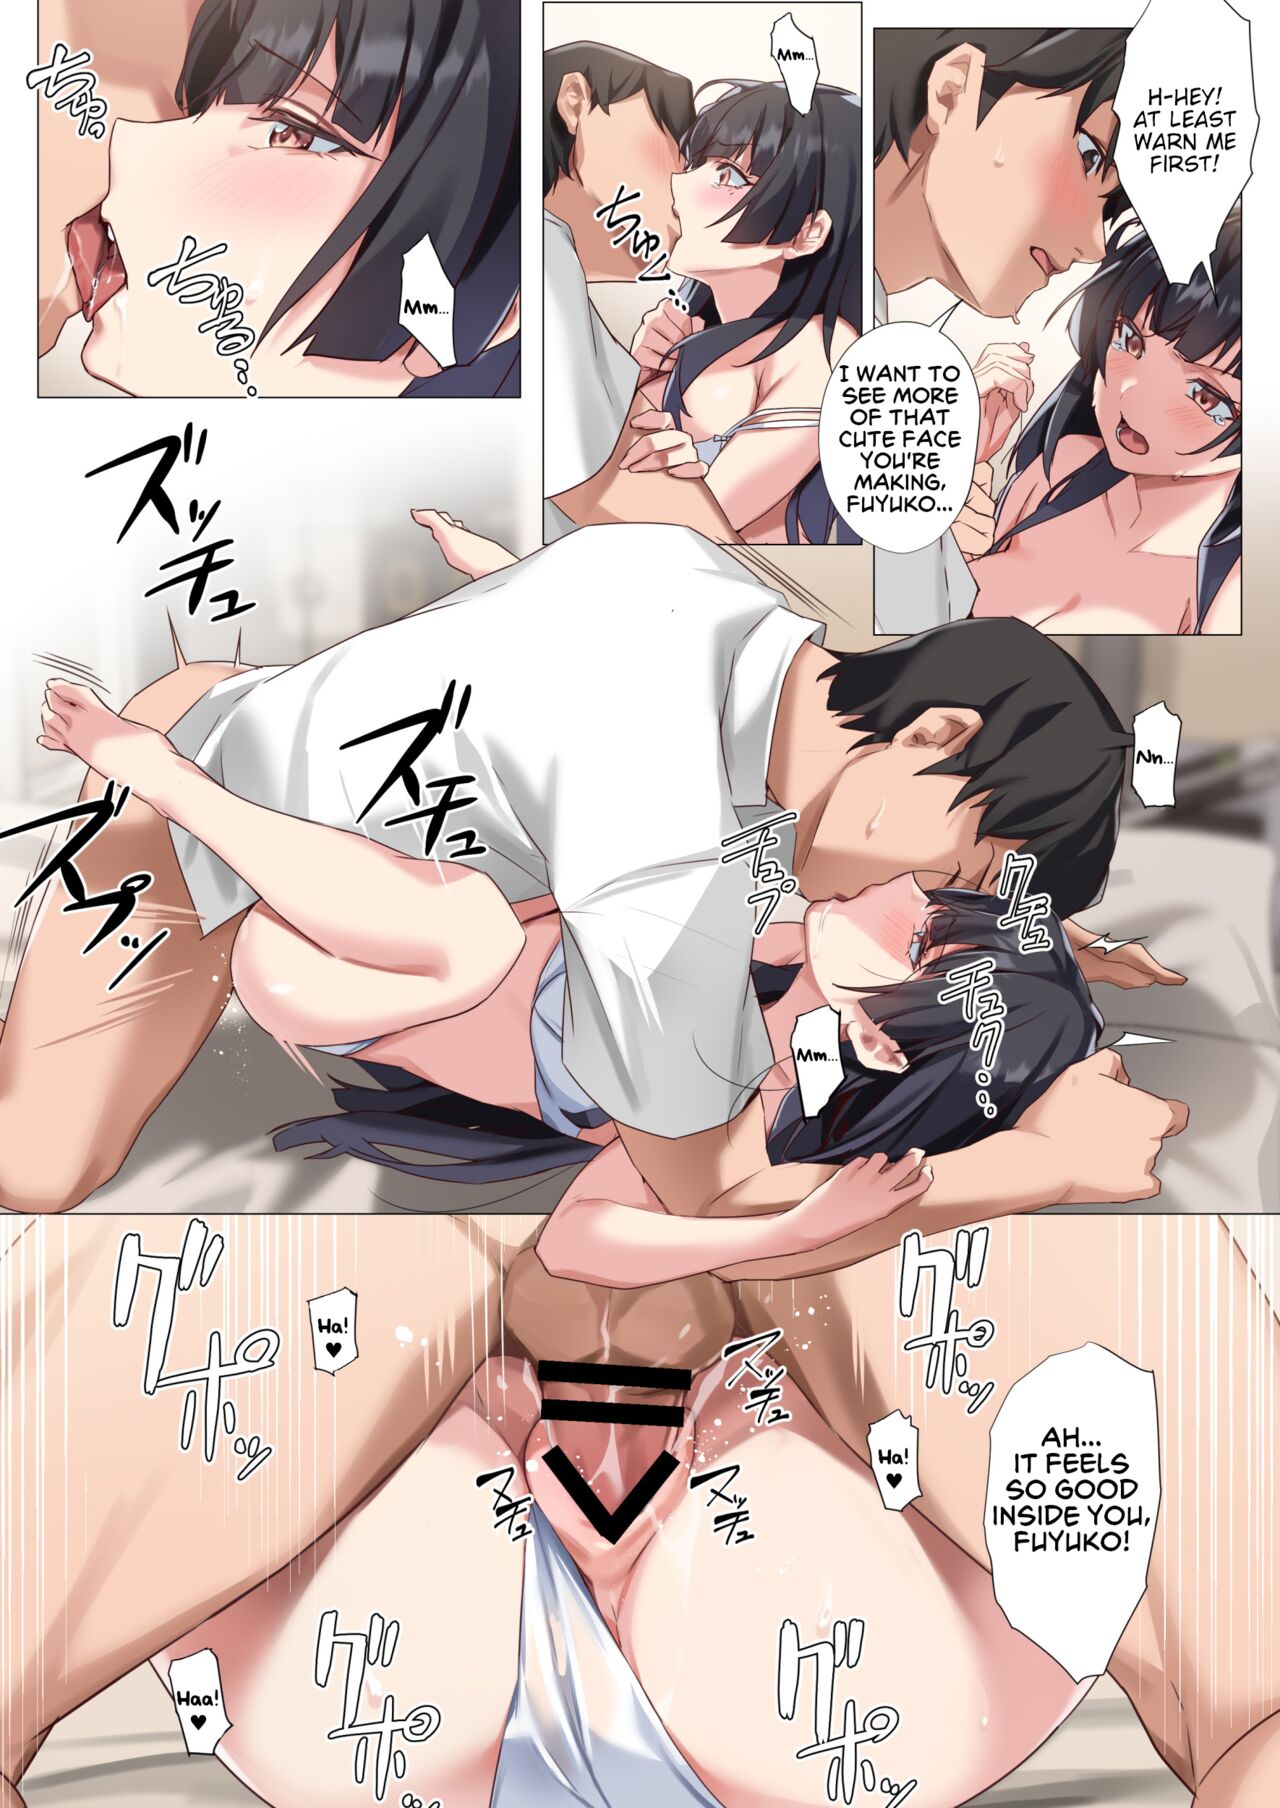 H-HEY!
AT LEAST
WARN ME
FIRST!
I WANT TO
SEE MORE
OF THAT
CUTE FACE
YOU'RE
MAKING,
FUYUKO...
Mm...
ちゅく...
ちゅっ
ちゅる...
Mm...
ズッチュ
ズチュ
ズプッ
Nn...
チュプ
クチュ
チュク...
Mm...
グポッ
グポッ
Ha!
♥
ヌッチュ
Ha!
♥
AH...
IT FEELS
SO GOOD
INSIDE YOU,
FUYUKO!
ヌッチュ
ヌッチュ
グポッ
グポッ
Haa!
♥